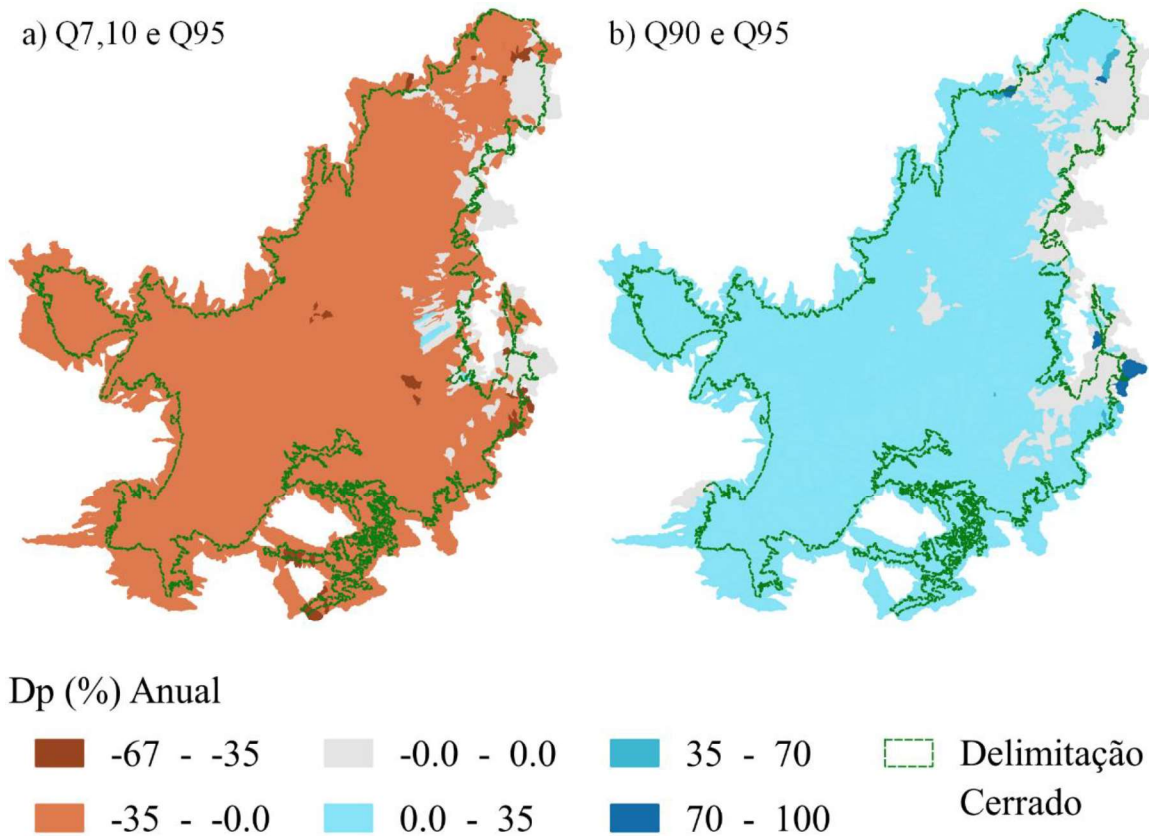 a) Q7,10 e Q95
b) Q90 e Q95
Dp (%) Anual
-67 - -35
-0.0 - 0.0
35 - 70
Delimitação
Cerrado
-35 - -0.0
0.0 - 35
70 - 100